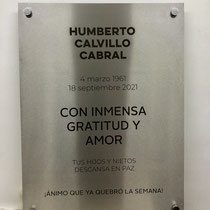 HUMBERTO
CALVILLO
CABRAL
4 marzo 1961
18 septiembre 2021
CON INMENSA
GRATITUD Y
AMOR
TUS HIJOS Y NIETOS
DESCANSA EN PAZ
¡ÁNIMO QUE YA QUEBRÓ LA SEMANA!